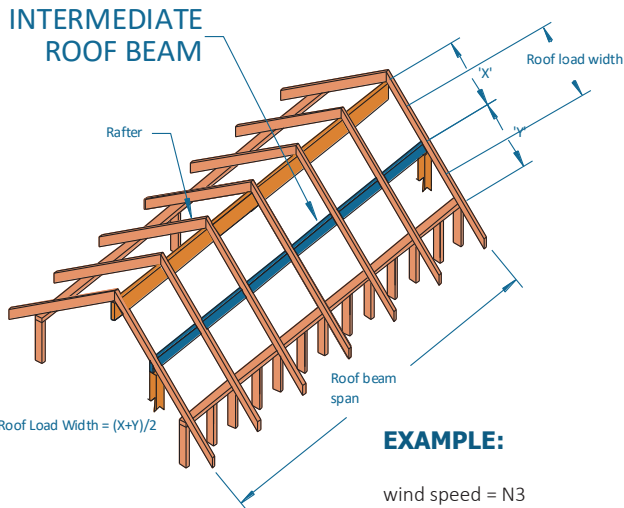 INTERMEDIATE
ROOF BEAM
'X'
Roof load width
Rafter
'Y'
Roof beam
span
Roof Load Width = (X+Y)/2
EXAMPLE:
wind speed = N3